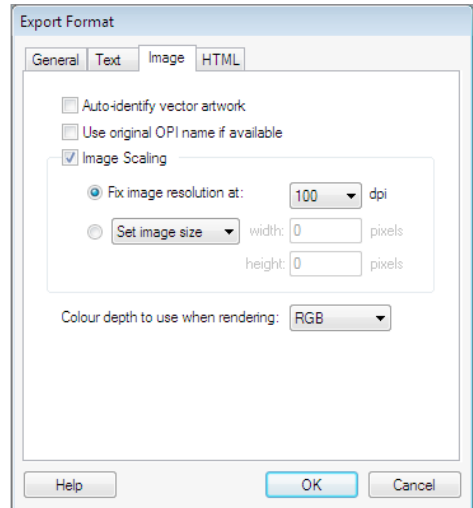 Export Format
General Text Image HTML
Auto-identify vector artwork
Use original OPI name if available
Image Scaling
Fix image resolution at: 100 dpi
Set image size width: 0 pixels
height: 0 pixels
Colour depth to use when rendering: RGB
Help OK Cancel